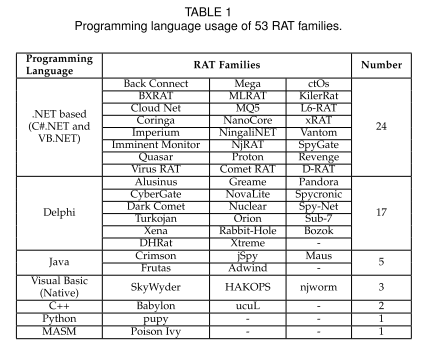 TABLE 1
Programming language usage of 53 RAT families.
Programming Language RAT Families Number
.NET based (C#.NET and VB.NET) 24
Back Connect Mega ctOs
BXRAT MLRAT KilerRat
Cloud Net MQ5 L6-RAT
Coringa NanoCore xRAT
Imperium NingaliNET Vantom
Imminent Monitor NjRAT SpyGate
Quasar Proton Revenge
Virus RAT Comet RAT D-RAT
Delphi 17
Alusinus Greame Pandora
CyberGate NovaLite Spycronic
Dark Comet Nuclear Spy-Net
Turkojan Orion Sub-7
Xena Rabbit-Hole Bozok
DHRat Xtreme -
Java 5
Crimson jSpy Maus
Frutas Adwind -
Visual Basic (Native) SkyWyder HAKOPS njworm 3
C++ Babylon ucuL - 2
Python pupy - - 1
MASM Poison Ivy - - 1